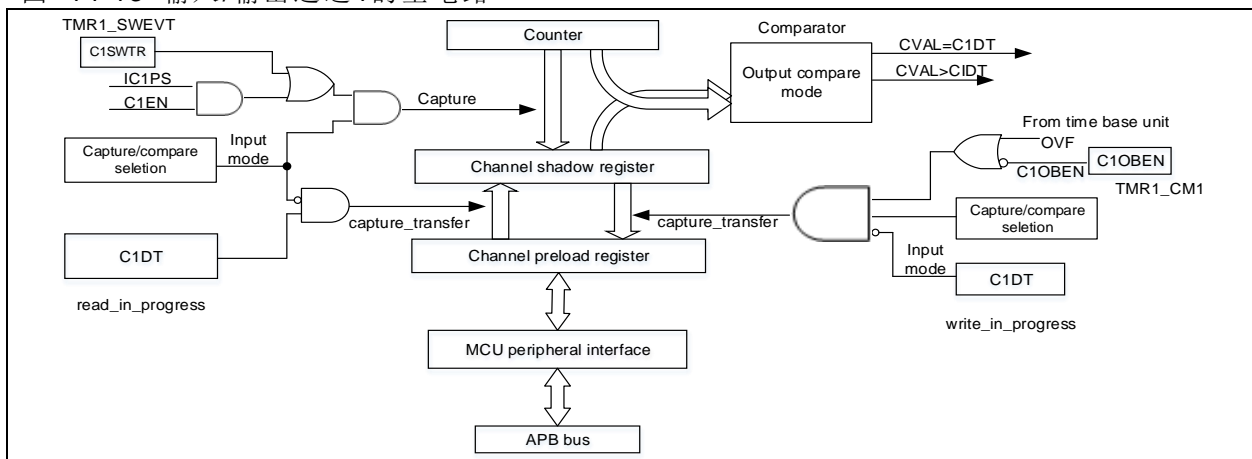 TMR1_SWEVT
C1SWTR
IC1PS
C1EN
Capture
Counter
Comparator
Output compare
mode
CVAL=C1DT
CVAL>CIDT
From time base unit
OVF
C1OBEN
C1OBEN
TMR1_CM1
Capture/compare
seletion
Input
mode
Channel shadow register
capture_transfer
capture_transfer
Capture/compare
seletion
C1DT
Channel preload register
Input
mode
C1DT
read_in_progress
write_in_progress
MCU peripheral interface
APB bus